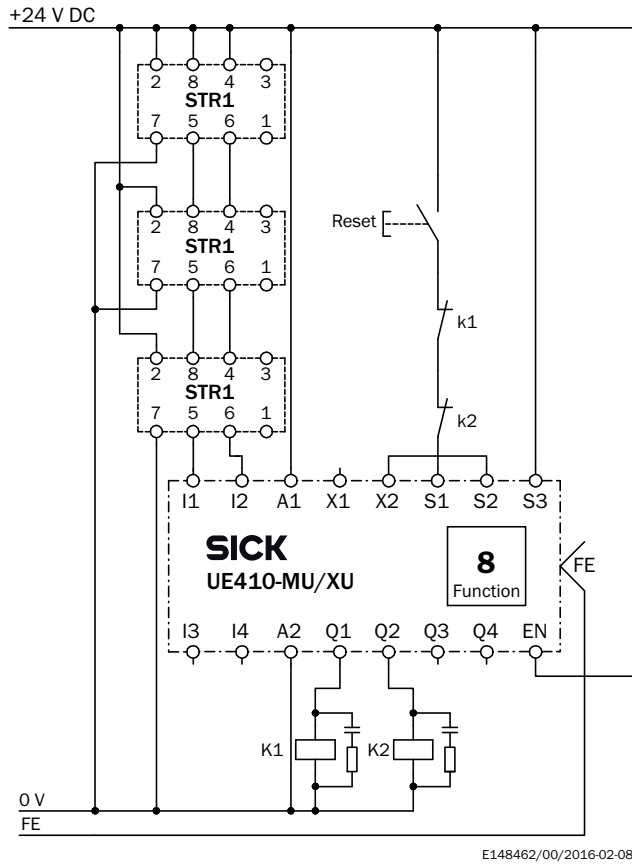 +24 V DC
2 8 4 3
STR1
7 5 6 1
2 8 4 3
STR1
7 5 6 1
2 8 4 3
STR1
7 5 6 1
Reset
k1
k2
I1 I2 A1 X1 X2 S1 S2 S3
SICK
UE410-MU/XU
8
Function
FE
I3 I4 A2 Q1 Q2 Q3 Q4 EN
K1
K2
0 V
FE
E148462/00/2016-02-08